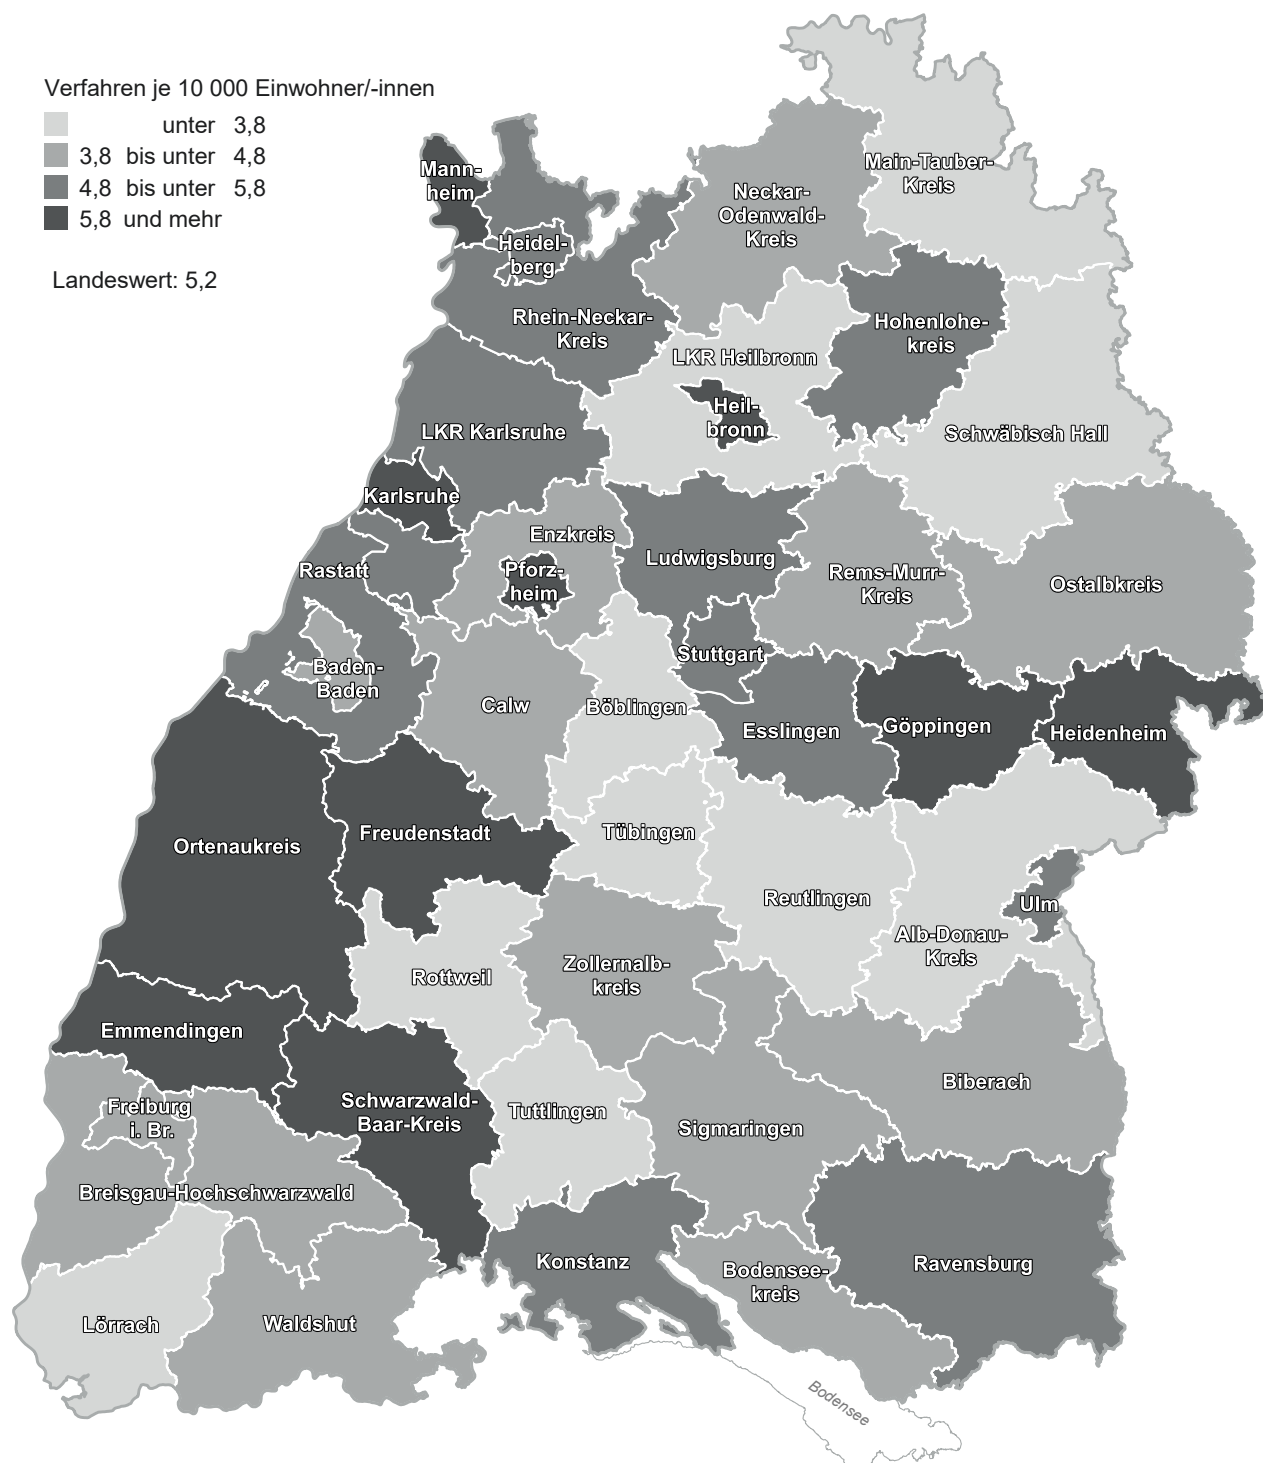 Verfahren je 10 000 Einwohner/-innen
unter 3,8
3,8 bis unter 4,8
4,8 bis unter 5,8
5,8 und mehr
Landeswert: 5,2
Main-Tauber-
Kreis
Mann-
heim
Neckar-
Odenwald-
Kreis
Heidel-
berg
Rhein-Neckar-
Kreis
Hohenlohe-
kreis
LKR Heilbronn
Heil-
bronn
LKR Karlsruhe
Schwäbisch Hall
Karlsruhe
Enzkreis
Pforz-
heim
Ludwigsburg
Rems-Murr-
Kreis
Ostalbkreis
Rastatt
Stuttgart
Baden-
Baden
Calw
Böblingen
Esslingen
Göppingen
Heidenheim
Ortenaukreis
Freudenstadt
Tübingen
Reutlingen
Ulm
Alb-Donau-
Kreis
Rottweil
Zollernalb-
kreis
Emmendingen
Biberach
Freiburg
i. Br.
Schwarzwald-
Baar-Kreis
Tuttlingen
Sigmaringen
Breisgau-Hochschwarzwald
Konstanz
Bodensee-
kreis
Ravensburg
Lörrach
Waldshut
Bodensee